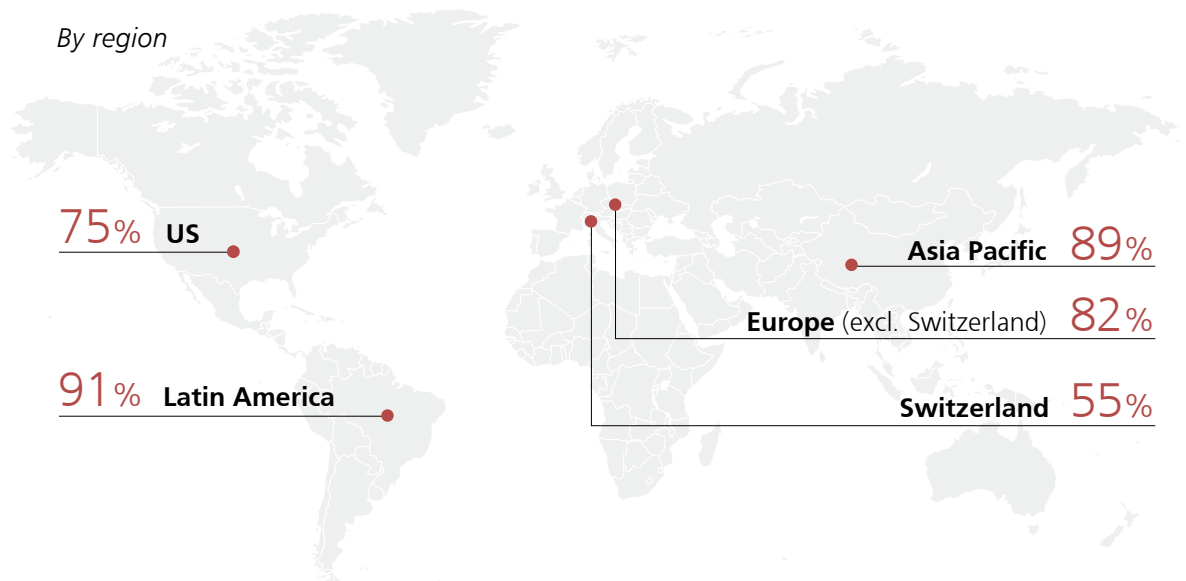 By region
75% US
91% Latin America
Asia Pacific 89%
Europe (excl. Switzerland) 82%
Switzerland 55%